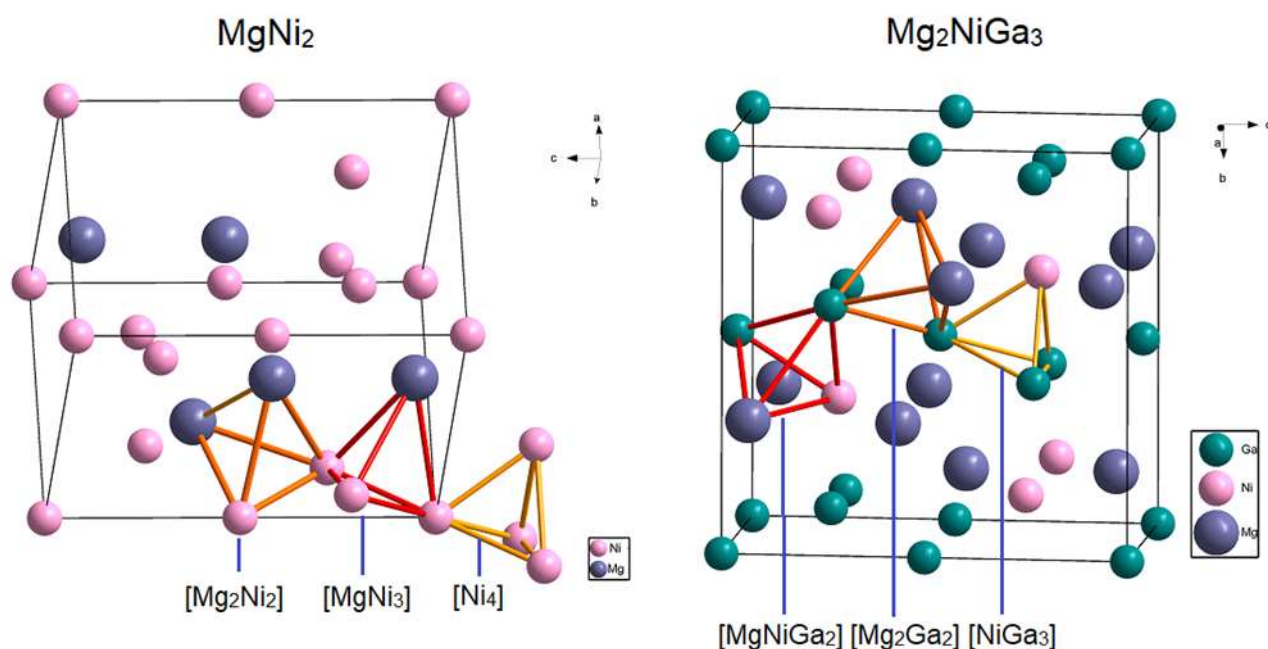 MgNi₂
Mg₂NiGa₃
a
c
b
c
a
b
Ni
Mg
Ga
Ni
Mg
[Mg₂Ni₂] [MgNi₃] [Ni₄]
[MgNiGa₂] [Mg₂Ga₂] [NiGa₃]